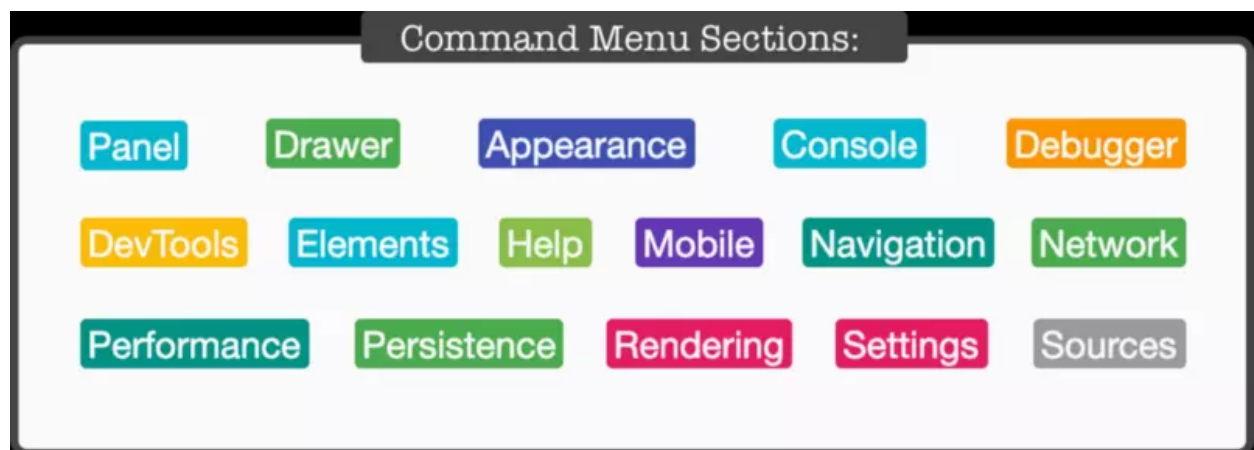 Command Menu Sections:
Panel Drawer Appearance Console Debugger
DevTools Elements Help Mobile Navigation Network
Performance Persistence Rendering Settings Sources